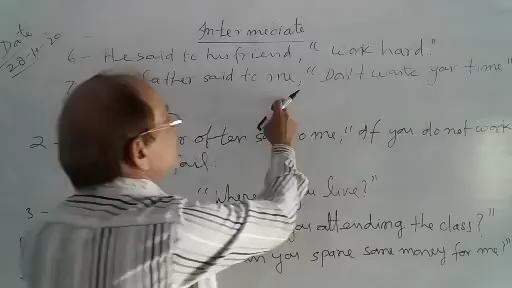 Date
28-11-20
Intermediate
6- He said to his friend, "Work hard."
7- father said to me, "Don't waste your time"
2- often to me, "If you do not work
3- "Where you live?"
you attending the class?"
you spare some money for me?"